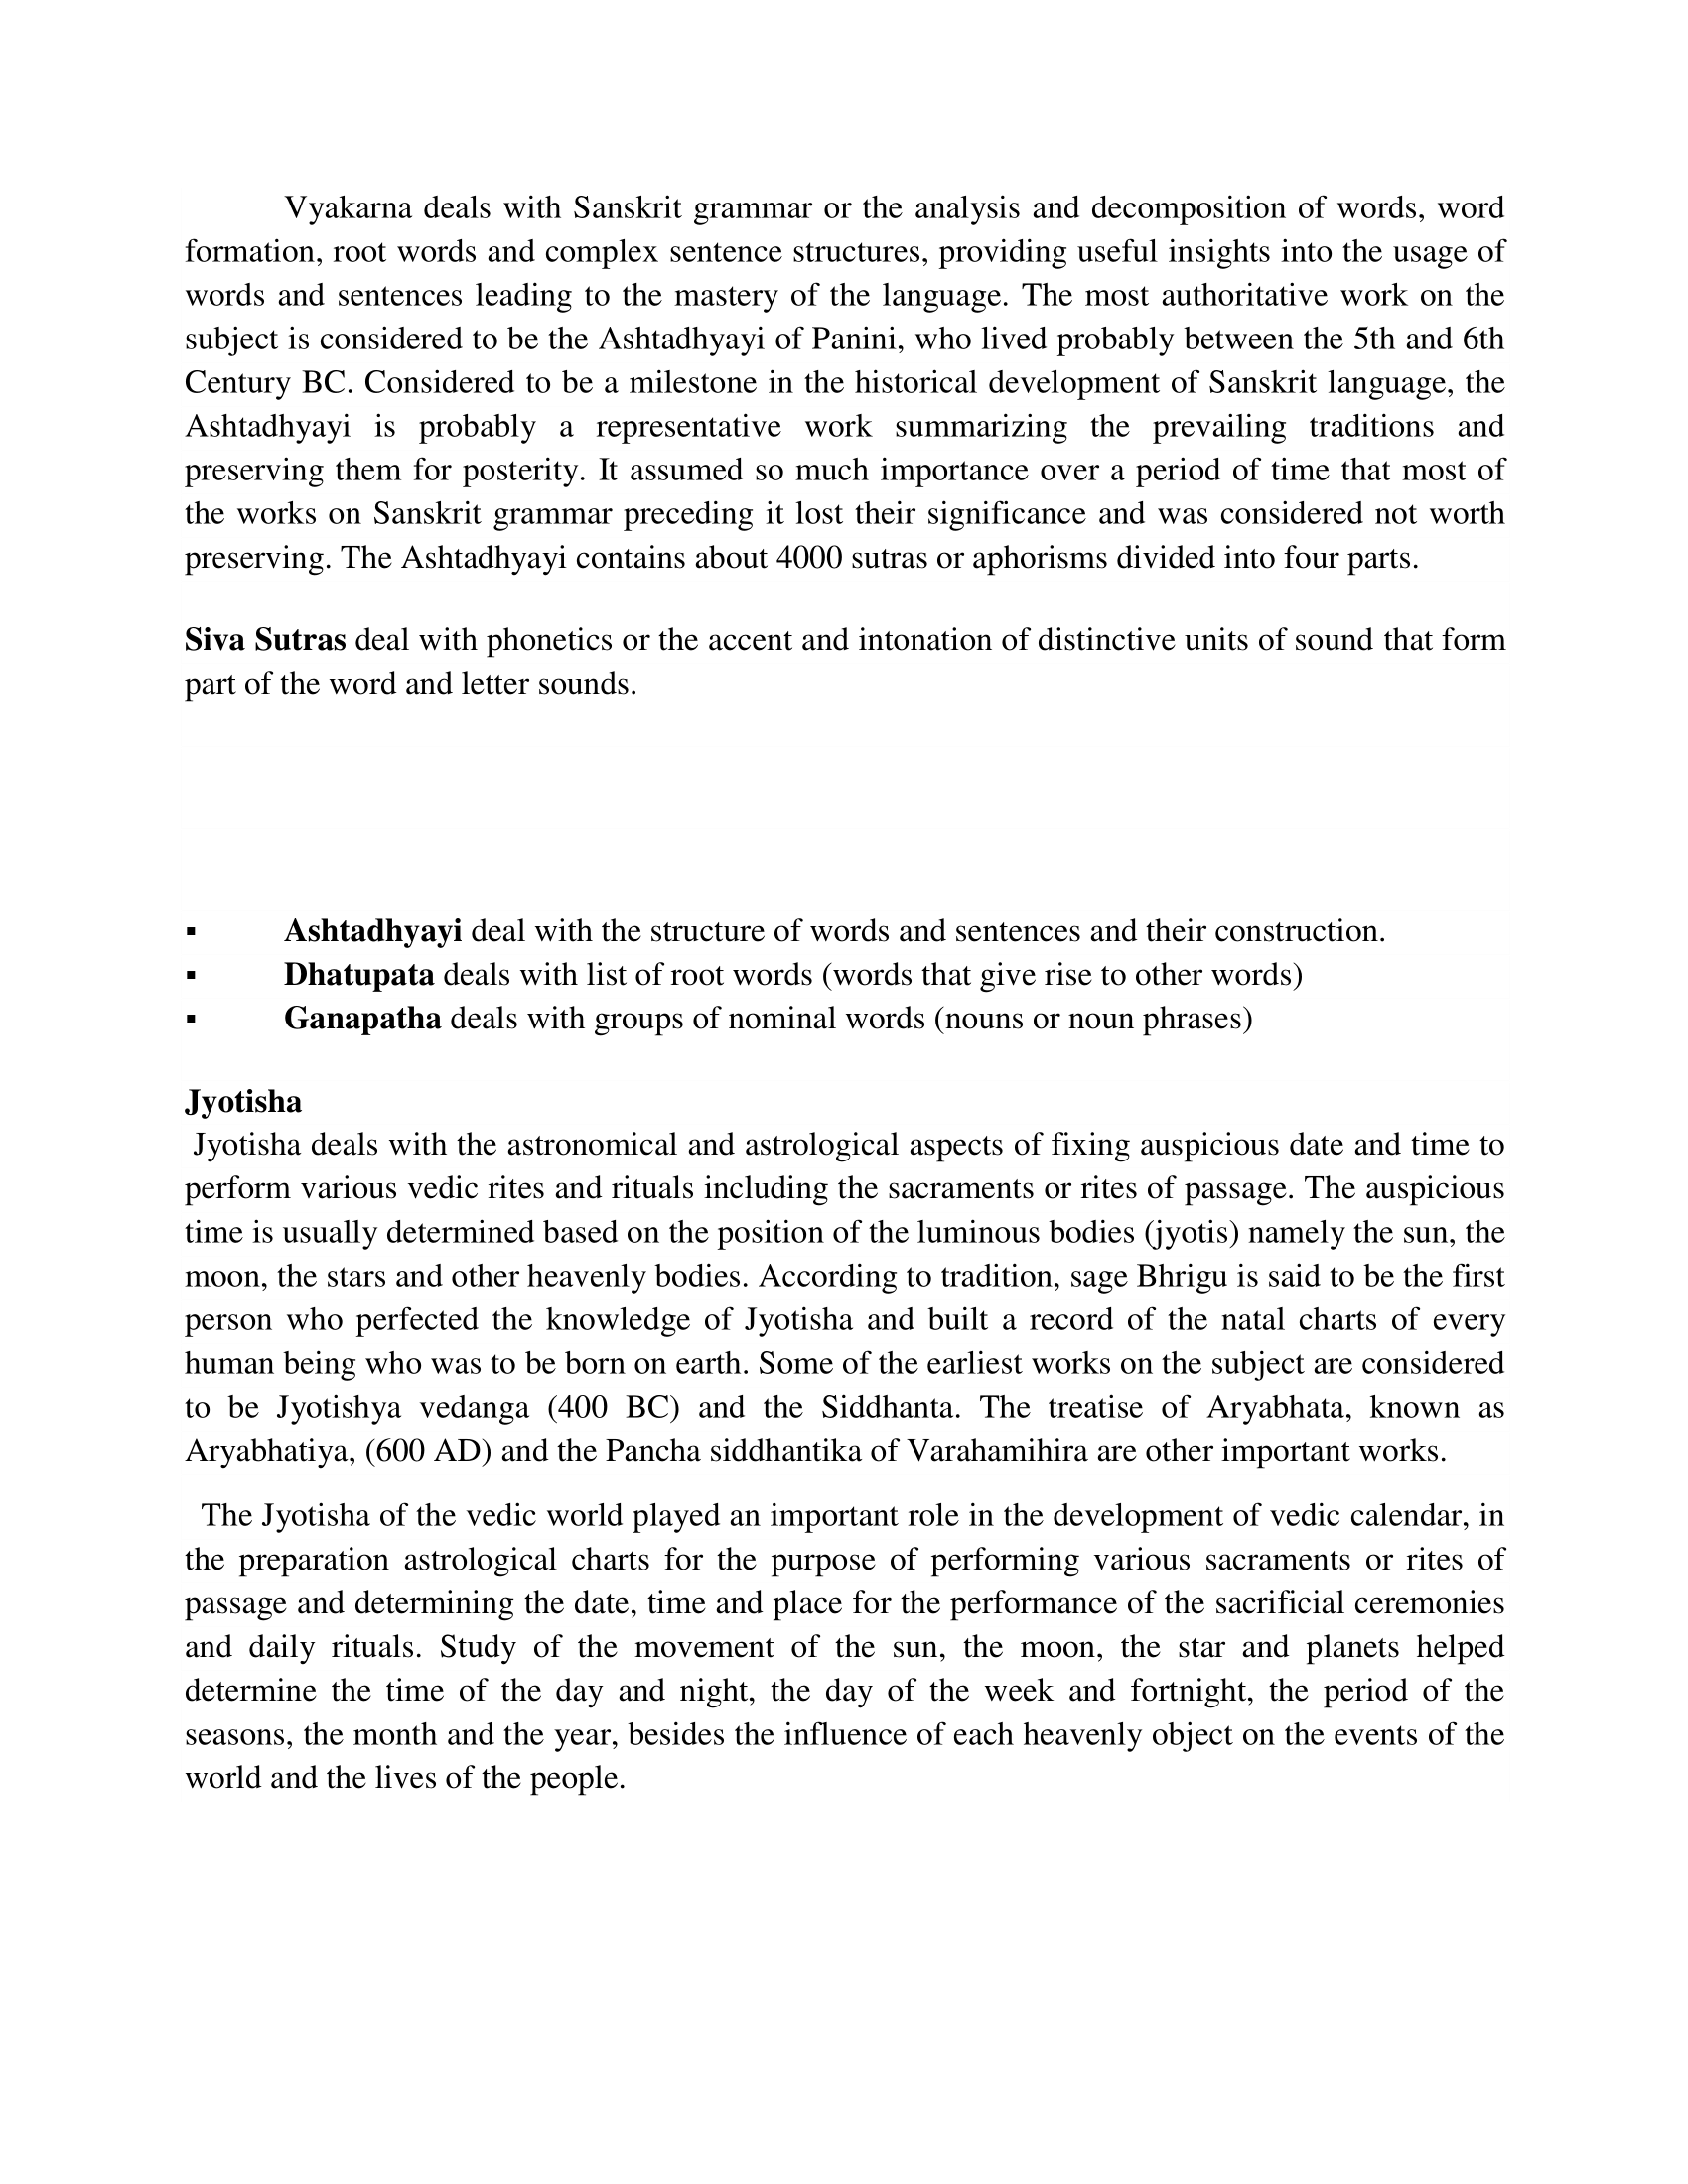 Vyakarna deals with Sanskrit grammar or the analysis and decomposition of words, word
formation, root words and complex sentence structures, providing useful insights into the usage of
words and sentences leading to the mastery of the language. The most authoritative work on the
subject is considered to be the Ashtadhyayi of Panini, who lived probably between the 5th and 6th
Century BC. Considered to be a milestone in the historical development of Sanskrit language, the
Ashtadhyayi is probably a representative work summarizing the prevailing traditions and
preserving them for posterity. It assumed so much importance over a period of time that most of
the works on Sanskrit grammar preceding it lost their significance and was considered not worth
preserving. The Ashtadhyayi contains about 4000 sutras or aphorisms divided into four parts.
Siva Sutras deal with phonetics or the accent and intonation of distinctive units of sound that form
part of the word and letter sounds.
▪ Ashtadhyayi deal with the structure of words and sentences and their construction.
▪ Dhatupata deals with list of root words (words that give rise to other words)
▪ Ganapatha deals with groups of nominal words (nouns or noun phrases)
Jyotisha
Jyotisha deals with the astronomical and astrological aspects of fixing auspicious date and time to
perform various vedic rites and rituals including the sacraments or rites of passage. The auspicious
time is usually determined based on the position of the luminous bodies (jyotis) namely the sun, the
moon, the stars and other heavenly bodies. According to tradition, sage Bhrigu is said to be the first
person who perfected the knowledge of Jyotisha and built a record of the natal charts of every
human being who was to be born on earth. Some of the earliest works on the subject are considered
to be Jyotishya vedanga (400 BC) and the Siddhanta. The treatise of Aryabhata, known as
Aryabhatiya, (600 AD) and the Pancha siddhantika of Varahamihira are other important works.
The Jyotisha of the vedic world played an important role in the development of vedic calendar, in
the preparation astrological charts for the purpose of performing various sacraments or rites of
passage and determining the date, time and place for the performance of the sacrificial ceremonies
and daily rituals. Study of the movement of the sun, the moon, the star and planets helped
determine the time of the day and night, the day of the week and fortnight, the period of the
seasons, the month and the year, besides the influence of each heavenly object on the events of the
world and the lives of the people.